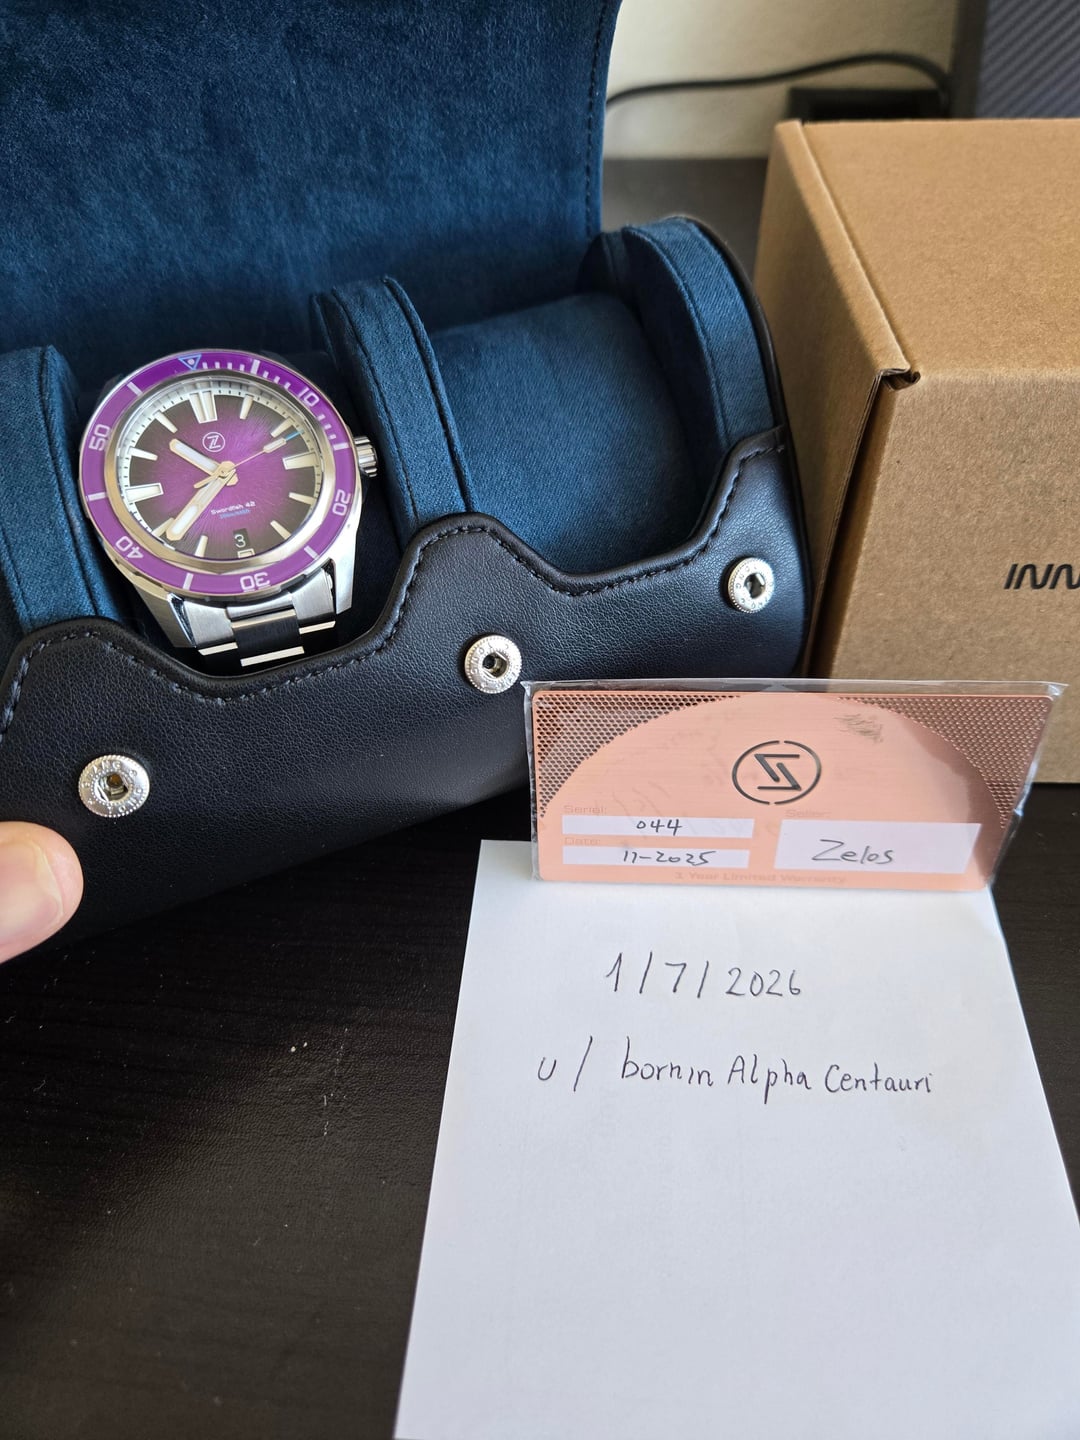 10
20
30
40
50
Z
Swordfish 42
3
INN
Serial:
044
Date:
11-2025
Seller:
Zelos
1 Year Limited Warranty
1/7/2026
u/ bornin Alpha Centauri